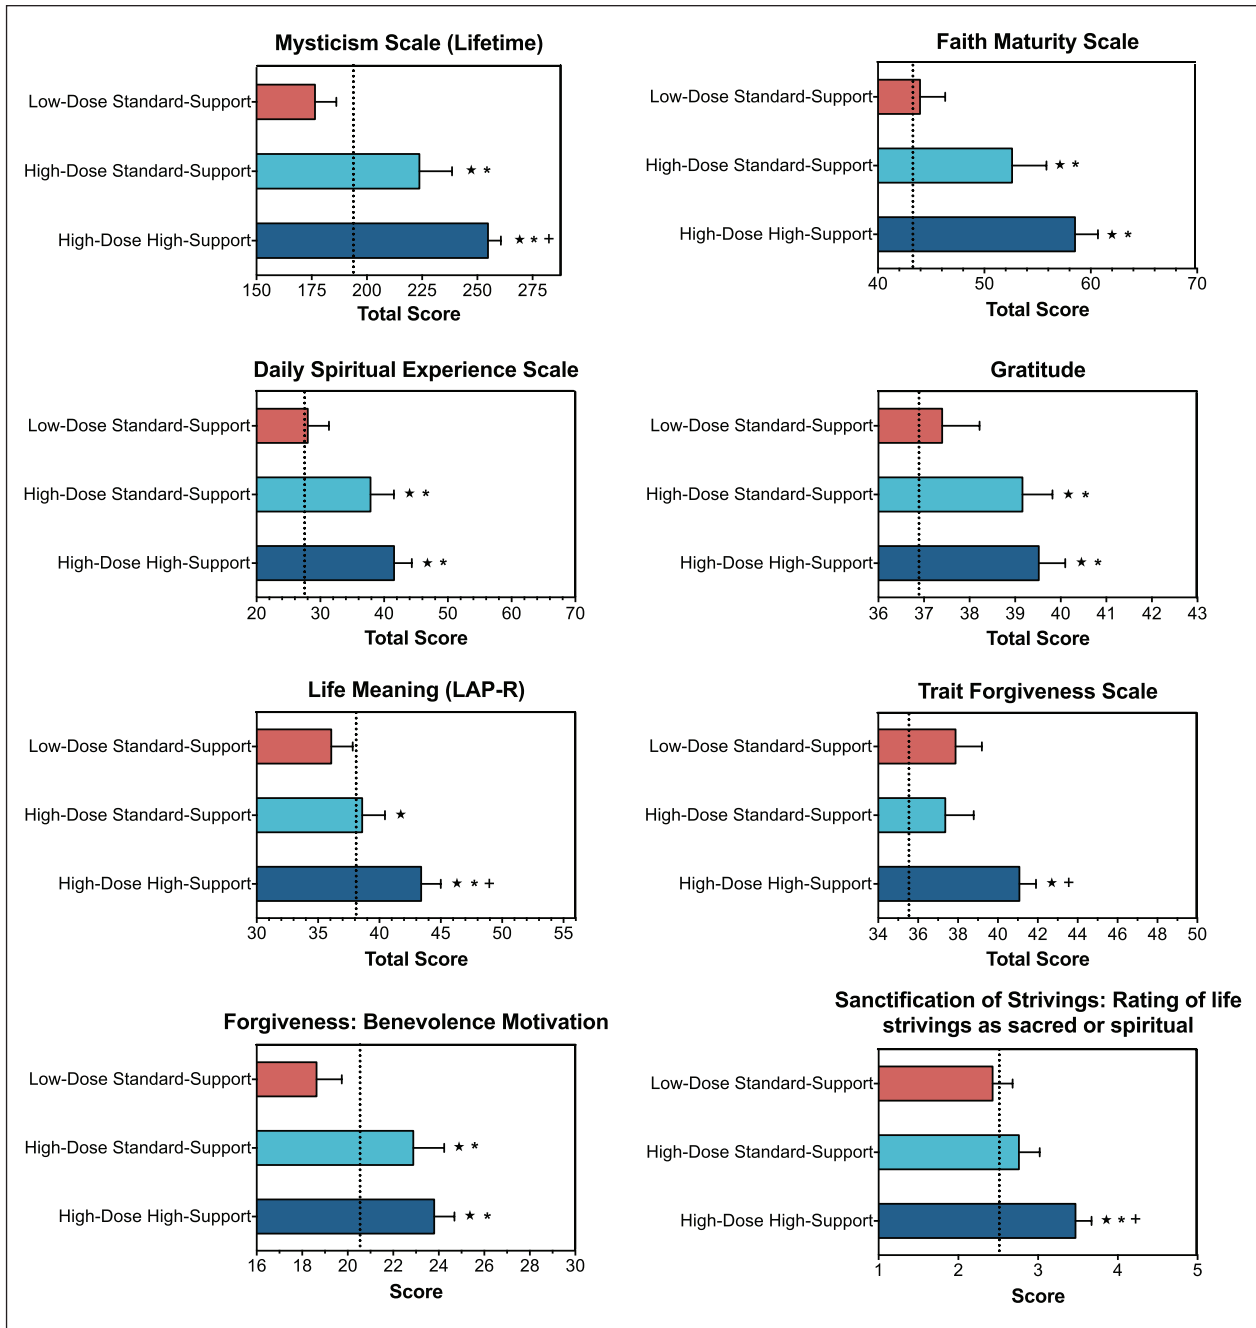 Mysticism Scale (Lifetime)
Low-Dose Standard-Support
High-Dose Standard-Support ★ *
High-Dose High-Support ★ * +
150 175 200 225 250 275
Total Score
Faith Maturity Scale
Low-Dose Standard-Support
High-Dose Standard-Support ★ *
High-Dose High-Support ★ *
40 50 60 70
Total Score
Daily Spiritual Experience Scale
Low-Dose Standard-Support
High-Dose Standard-Support ★ *
High-Dose High-Support ★ *
20 30 40 50 60 70
Total Score
Gratitude
Low-Dose Standard-Support
High-Dose Standard-Support ★ *
High-Dose High-Support ★ *
36 37 38 39 40 41 42 43
Total Score
Life Meaning (LAP-R)
Low-Dose Standard-Support
High-Dose Standard-Support ★
High-Dose High-Support ★ * +
30 35 40 45 50 55
Total Score
Trait Forgiveness Scale
Low-Dose Standard-Support
High-Dose Standard-Support
High-Dose High-Support ★ +
34 36 38 40 42 44 46 48 50
Total Score
Forgiveness: Benevolence Motivation
Low-Dose Standard-Support
High-Dose Standard-Support ★ *
High-Dose High-Support ★ *
16 18 20 22 24 26 28 30
Score
Sanctification of Strivings: Rating of life
strivings as sacred or spiritual
Low-Dose Standard-Support
High-Dose Standard-Support
High-Dose High-Support ★ * +
1 2 3 4 5
Score